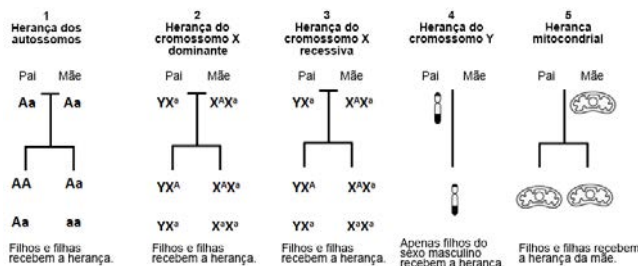 1
Herança dos
autossomos
Pai Mãe
Aa Aa
AA Aa
Aa aa
Filhos e filhas
recebem a herança.
2
Herança do
cromossomo X
dominante
Pai Mãe
YXª XᴬXª
YXᴬ XᴬXª
YXª XªXª
Filhos e filhas
recebem a herança.
3
Herança do
cromossomo X
recessiva
Pai Mãe
YXª XᴬXª
YXᴬ XᴬXª
YXª XªXª
Filhos e filhas
recebem a herança.
4
Herança do
cromossomo Y
Pai Mãe
Apenas filhos do
sexo masculino
recebem a herança
5
Heranca
mitocondrial
Pai Mãe
Filhos e filhas recebem
a herança da mãe.